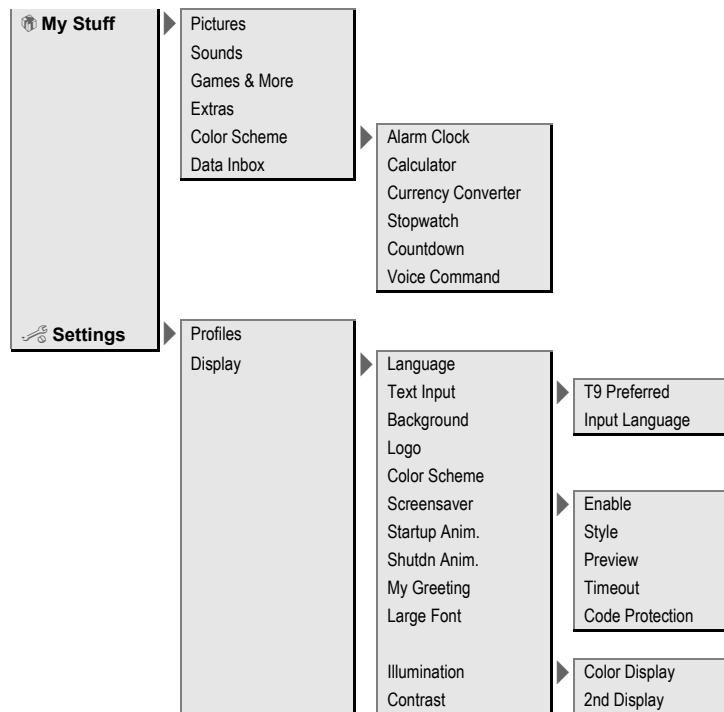 My Stuff
Pictures
Sounds
Games & More
Extras
Color Scheme
Data Inbox
Alarm Clock
Calculator
Currency Converter
Stopwatch
Countdown
Voice Command
Settings
Profiles
Display
Language
Text Input
Background
Logo
Color Scheme
Screensaver
Startup Anim.
Shutdn Anim.
My Greeting
Large Font
Illumination
Contrast
T9 Preferred
Input Language
Enable
Style
Preview
Timeout
Code Protection
Color Display
2nd Display